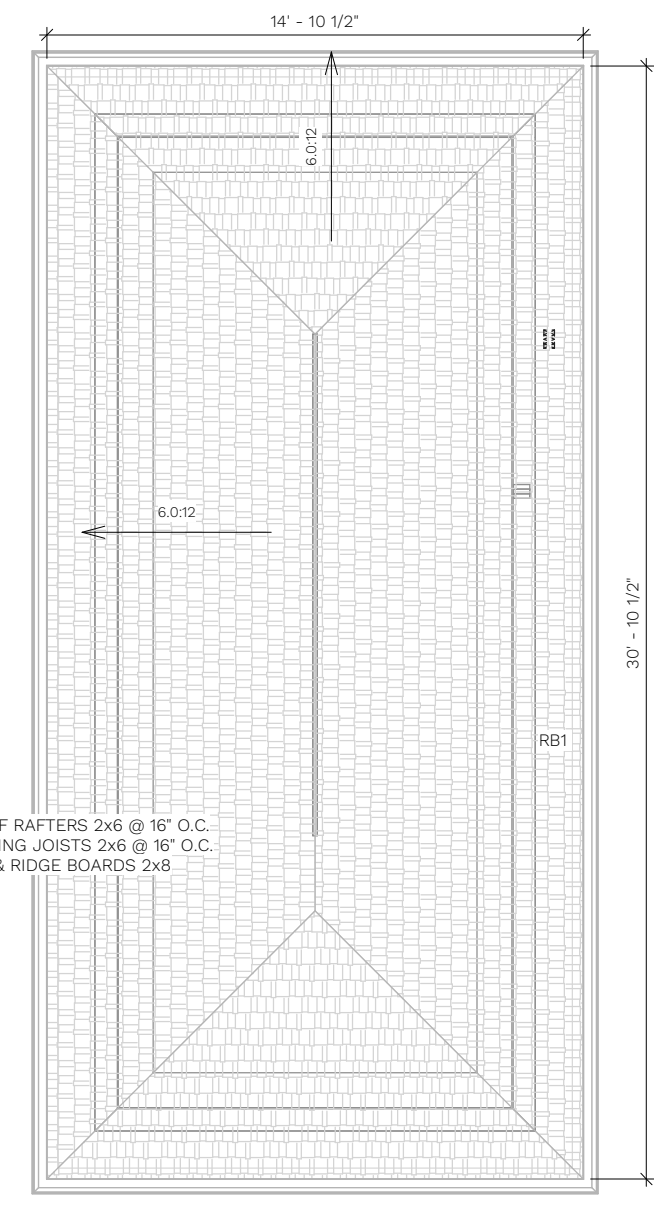 14' - 10 1/2"
6.0:12
6.0:12
30' - 10 1/2"
RB1
F RAFTERS 2x6 @ 16" O.C.
NG JOISTS 2x6 @ 16" O.C.
& RIDGE BOARDS 2x8